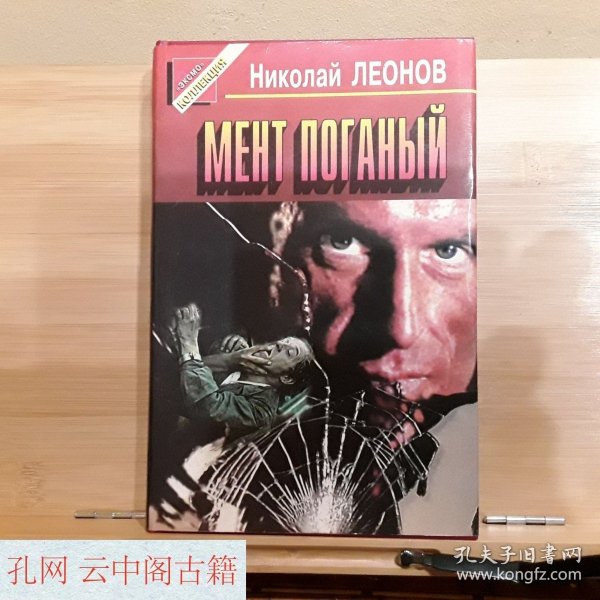 «ЭКСМО»
КОЛЛЕКЦИЯ
Николай ЛЕОНОВ
МЕНТ ПОГАНЫЙ
孔网 云中阁古籍
孔夫子旧书网
www.kongfz.com